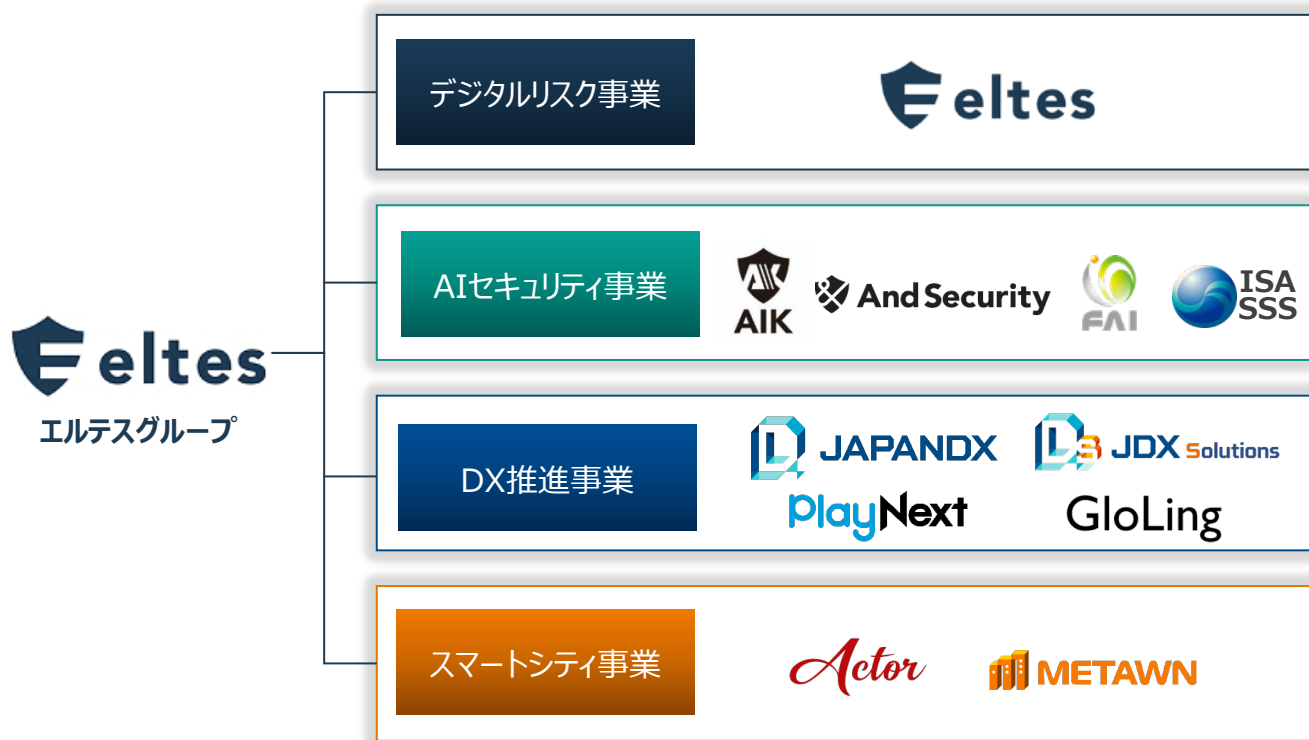 eltes
エルテスグループ
デジタルリスク事業
eltes
AIセキュリティ事業
AIK
AIK
And Security
FAI
ISA
SSS
DX推進事業
JAPANDX
JDX Solutions
PlayNext
GloLing
スマートシティ事業
Actor
METAWN